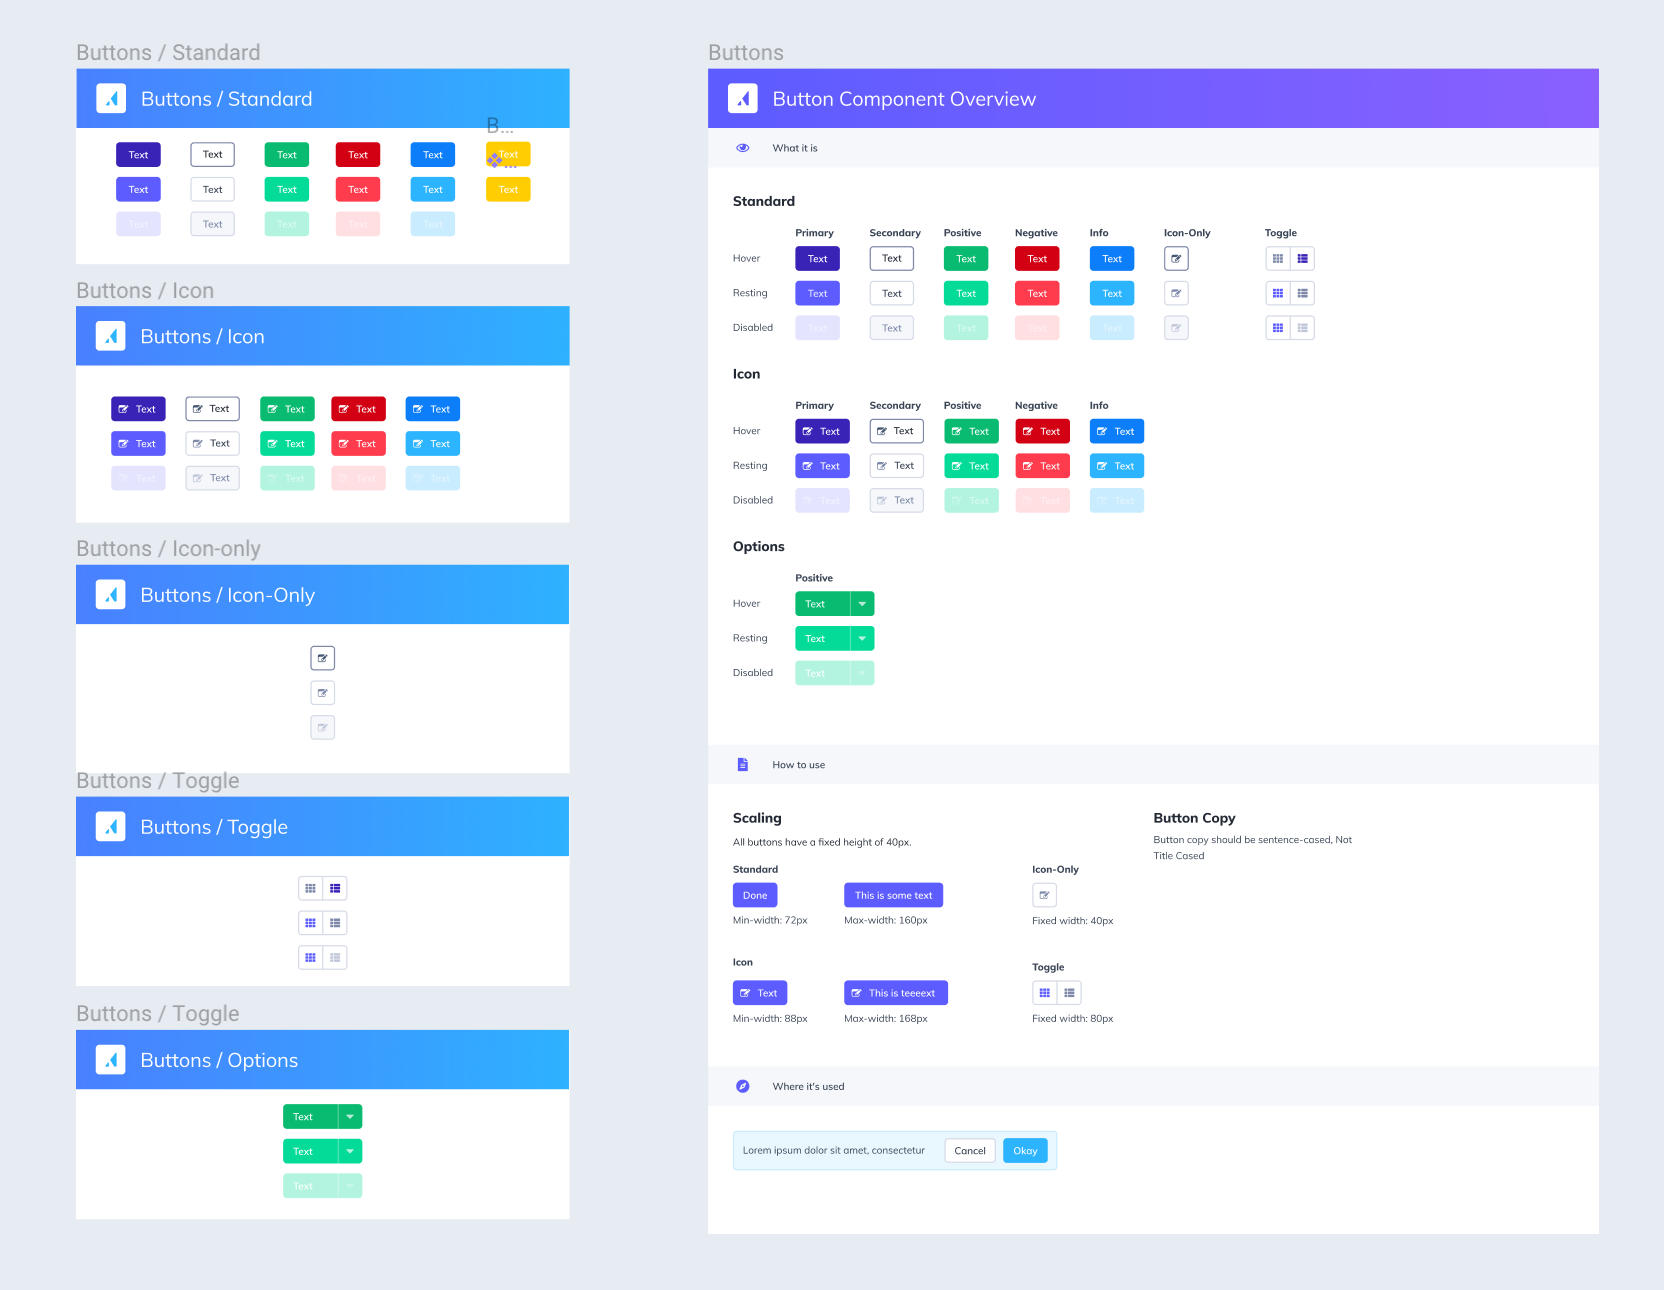 Buttons / Standard
Buttons / Standard
B...
Text Text Text Text Text Text
...
Text Text Text Text Text Text
Text Text Text Text Text
Buttons / Icon
Buttons / Icon
Text Text Text Text Text
Text Text Text Text Text
Text Text Text Text Text
Buttons / Icon-only
Buttons / Icon-Only
Buttons / Toggle
Buttons / Toggle
Buttons / Toggle
Buttons / Options
Text
Text
Text
Buttons
Button Component Overview
What it is
Standard
Primary Secondary Positive Negative Info Icon-Only Toggle
Hover Text Text Text Text Text
Resting Text Text Text Text Text
Disabled Text Text Text Text Text
Icon
Primary Secondary Positive Negative Info
Hover Text Text Text Text Text
Resting Text Text Text Text Text
Disabled Text Text Text Text Text
Options
Positive
Hover Text
Resting Text
Disabled Text
How to use
Scaling
All buttons have a fixed height of 40px.
Standard Icon-Only
Done This is some text
Min-width: 72px Max-width: 160px Fixed width: 40px
Icon Toggle
Text This is teeeext
Min-width: 88px Max-width: 168px Fixed width: 80px
Button Copy
Button copy should be sentence-cased, Not
Title Cased
Where it's used
Lorem ipsum dolor sit amet, consectetur Cancel Okay